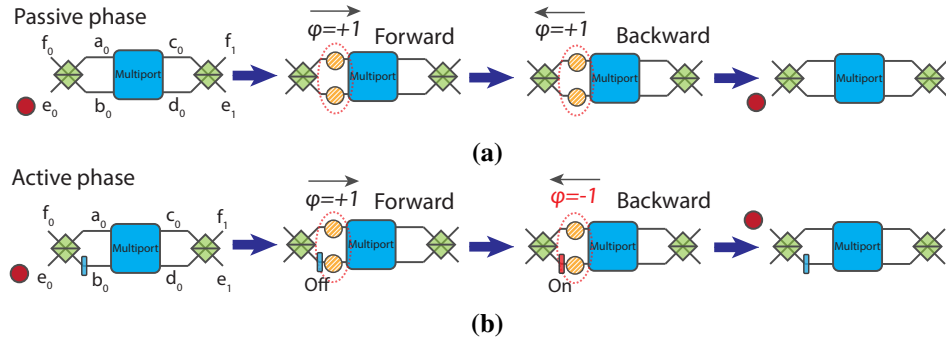 Passive phase
f₀ a₀ c₀ f₁
Multiport
e₀ b₀ d₀ e₁
φ=+1 Forward
Multiport
φ=+1 Backward
Multiport
Multiport
(a)
Active phase
f₀ a₀ c₀ f₁
Multiport
e₀ b₀ d₀ e₁
φ=+1 Forward
Multiport
Off
φ=-1 Backward
Multiport
On
Multiport
(b)